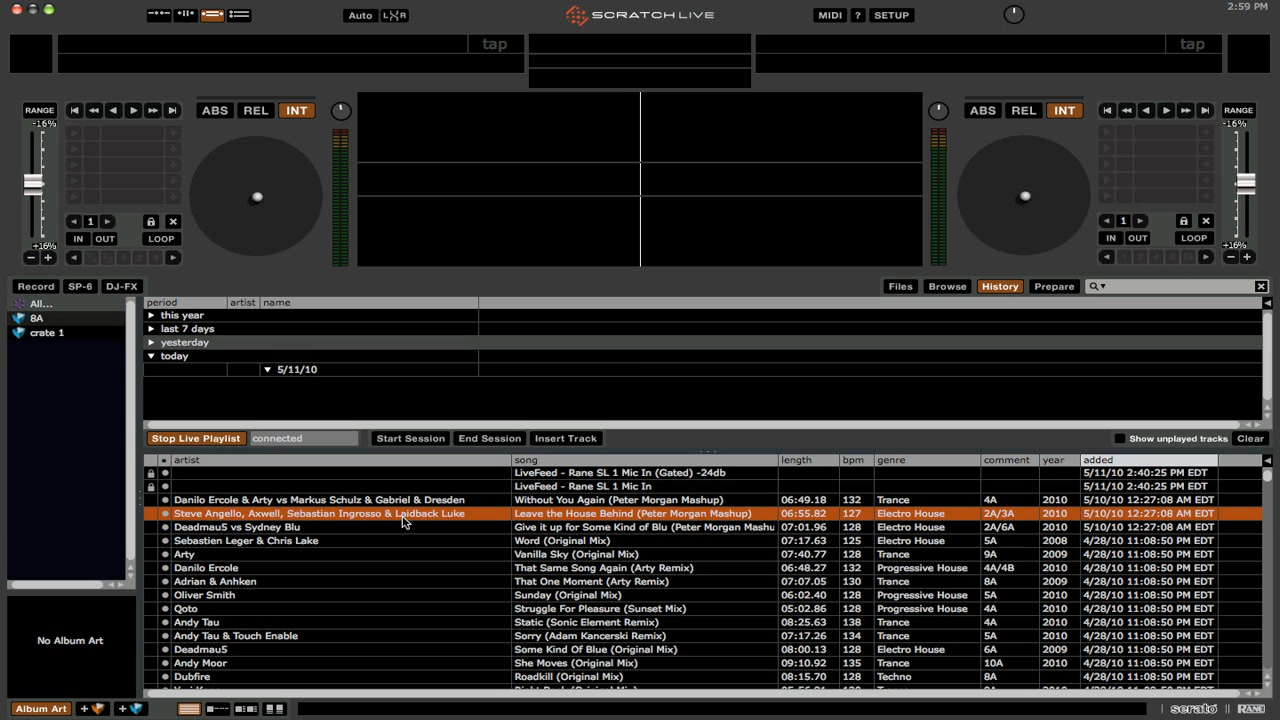 2:59 PM
Auto
L R
SCRATCH LIVE
MIDI ? SETUP
tap
tap
RANGE
-16%
ABS REL INT
ABS REL INT
RANGE
-16%
1
1
IN OUT LOOP
IN OUT LOOP
+16%
+16%
Record SP-6 DJ-FX
Files Browse History Prepare
All...
8A
crate 1
period artist name
this year
last 7 days
yesterday
today
5/11/10
Stop Live Playlist connected Start Session End Session Insert Track Show unplayed tracks Clear
artist song length bpm genre comment year added
LiveFeed - Rane SL 1 Mic In (Gated) -24db 5/11/10 2:40:25 PM EDT
LiveFeed - Rane SL 1 Mic In 5/11/10 2:40:25 PM EDT
Danilo Ercole & Arty vs Markus Schulz & Gabriel & Dresden Without You Again (Peter Morgan Mashup) 06:49.18 132 Trance 4A 2010 5/10/10 12:27:08 AM EDT
Steve Angello, Axwell, Sebastian Ingrosso & Laidback Luke Leave the House Behind (Peter Morgan Mashup) 06:55.82 127 Electro House 2A/3A 2010 5/10/10 12:27:08 AM EDT
Deadmau5 vs Sydney Blu Give it up for Some Kind of Blu (Peter Morgan Mashu 07:01.96 128 Electro House 2A/6A 2010 5/10/10 12:27:08 AM EDT
Sebastien Leger & Chris Lake Word (Original Mix) 07:17.63 125 Electro House 5A 2008 4/28/10 11:08:50 PM EDT
Arty Vanilla Sky (Original Mix) 07:40.77 128 Trance 9A 2009 4/28/10 11:08:50 PM EDT
Danilo Ercole That Same Song Again (Arty Remix) 06:48.27 132 Progressive House 4A/4B 2010 4/28/10 11:08:50 PM EDT
Adrian & Anhken That One Moment (Arty Remix) 07:07.05 130 Trance 8A 2009 4/28/10 11:08:50 PM EDT
Oliver Smith Sunday (Original Mix) 06:02.40 128 Progressive House 5A 2009 4/28/10 11:08:50 PM EDT
Qoto Struggle For Pleasure (Sunset Mix) 05:02.86 128 Progressive House 4A 2010 4/28/10 11:08:50 PM EDT
Andy Tau Static (Sonic Element Remix) 08:25.63 138 Trance 4A 2010 4/28/10 11:08:50 PM EDT
Andy Tau & Touch Enable Sorry (Adam Kancerski Remix) 07:17.26 134 Trance 5A 2010 4/28/10 11:08:50 PM EDT
Deadmau5 Some Kind Of Blue (Original Mix) 08:00.13 128 Electro House 6A 2009 4/28/10 11:08:50 PM EDT
Andy Moor She Moves (Original Mix) 09:10.92 135 Trance 10A 2010 4/28/10 11:08:50 PM EDT
Dubfire Roadkill (Original Mix) 08:15.70 128 Techno 8A 4/28/10 11:08:50 PM EDT
No Album Art
Album Art
serato RANE